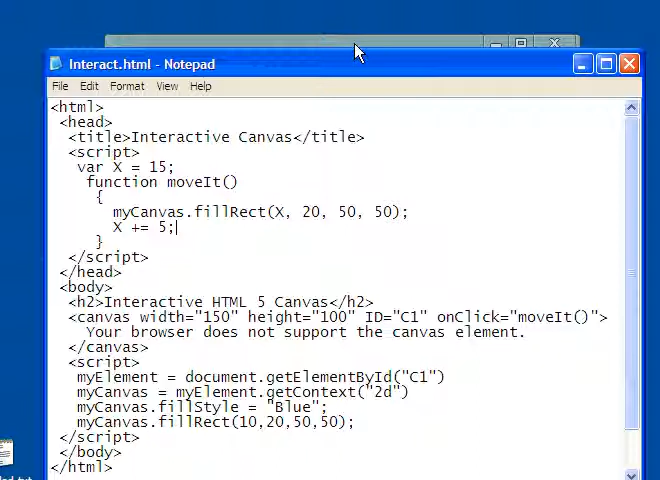 Interact.html - Notepad
File Edit Format View Help
<html>
<head>
<title>Interactive Canvas</title>
<script>
var X = 15;
function moveIt()
{
myCanvas.fillRect(X, 20, 50, 50);
X += 5;
}
</script>
</head>
<body>
<h2>Interactive HTML 5 Canvas</h2>
<canvas width="150" height="100" ID="C1" onClick="moveIt()">
Your browser does not support the canvas element.
</canvas>
<script>
myElement = document.getElementById("C1")
myCanvas = myElement.getContext("2d")
myCanvas.fillStyle = "Blue";
myCanvas.fillRect(10,20,50,50);
</script>
</body>
</html>